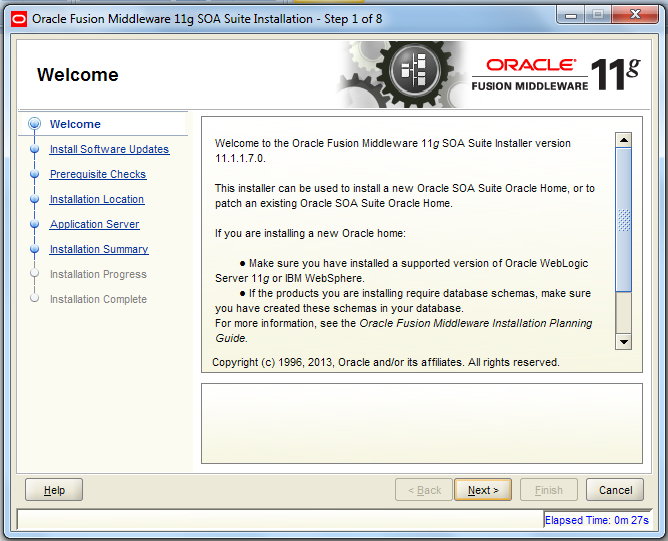 Oracle Fusion Middleware 11g SOA Suite Installation - Step 1 of 8
Welcome
ORACLE
FUSION MIDDLEWARE 11g
Welcome
Install Software Updates
Prerequisite Checks
Installation Location
Application Server
Installation Summary
Installation Progress
Installation Complete
Welcome to the Oracle Fusion Middleware 11g SOA Suite Installer version
11.1.1.7.0.
This installer can be used to install a new Oracle SOA Suite Oracle Home, or to
patch an existing Oracle SOA Suite Oracle Home.
If you are installing a new Oracle home:
● Make sure you have installed a supported version of Oracle WebLogic
Server 11g or IBM WebSphere.
● If the products you are installing require database schemas, make sure
you have created these schemas in your database.
For more information, see the Oracle Fusion Middleware Installation Planning
Guide.
Copyright (c) 1996, 2013, Oracle and/or its affiliates. All rights reserved.
Help
< Back
Next >
Finish
Cancel
Elapsed Time: 0m 27s